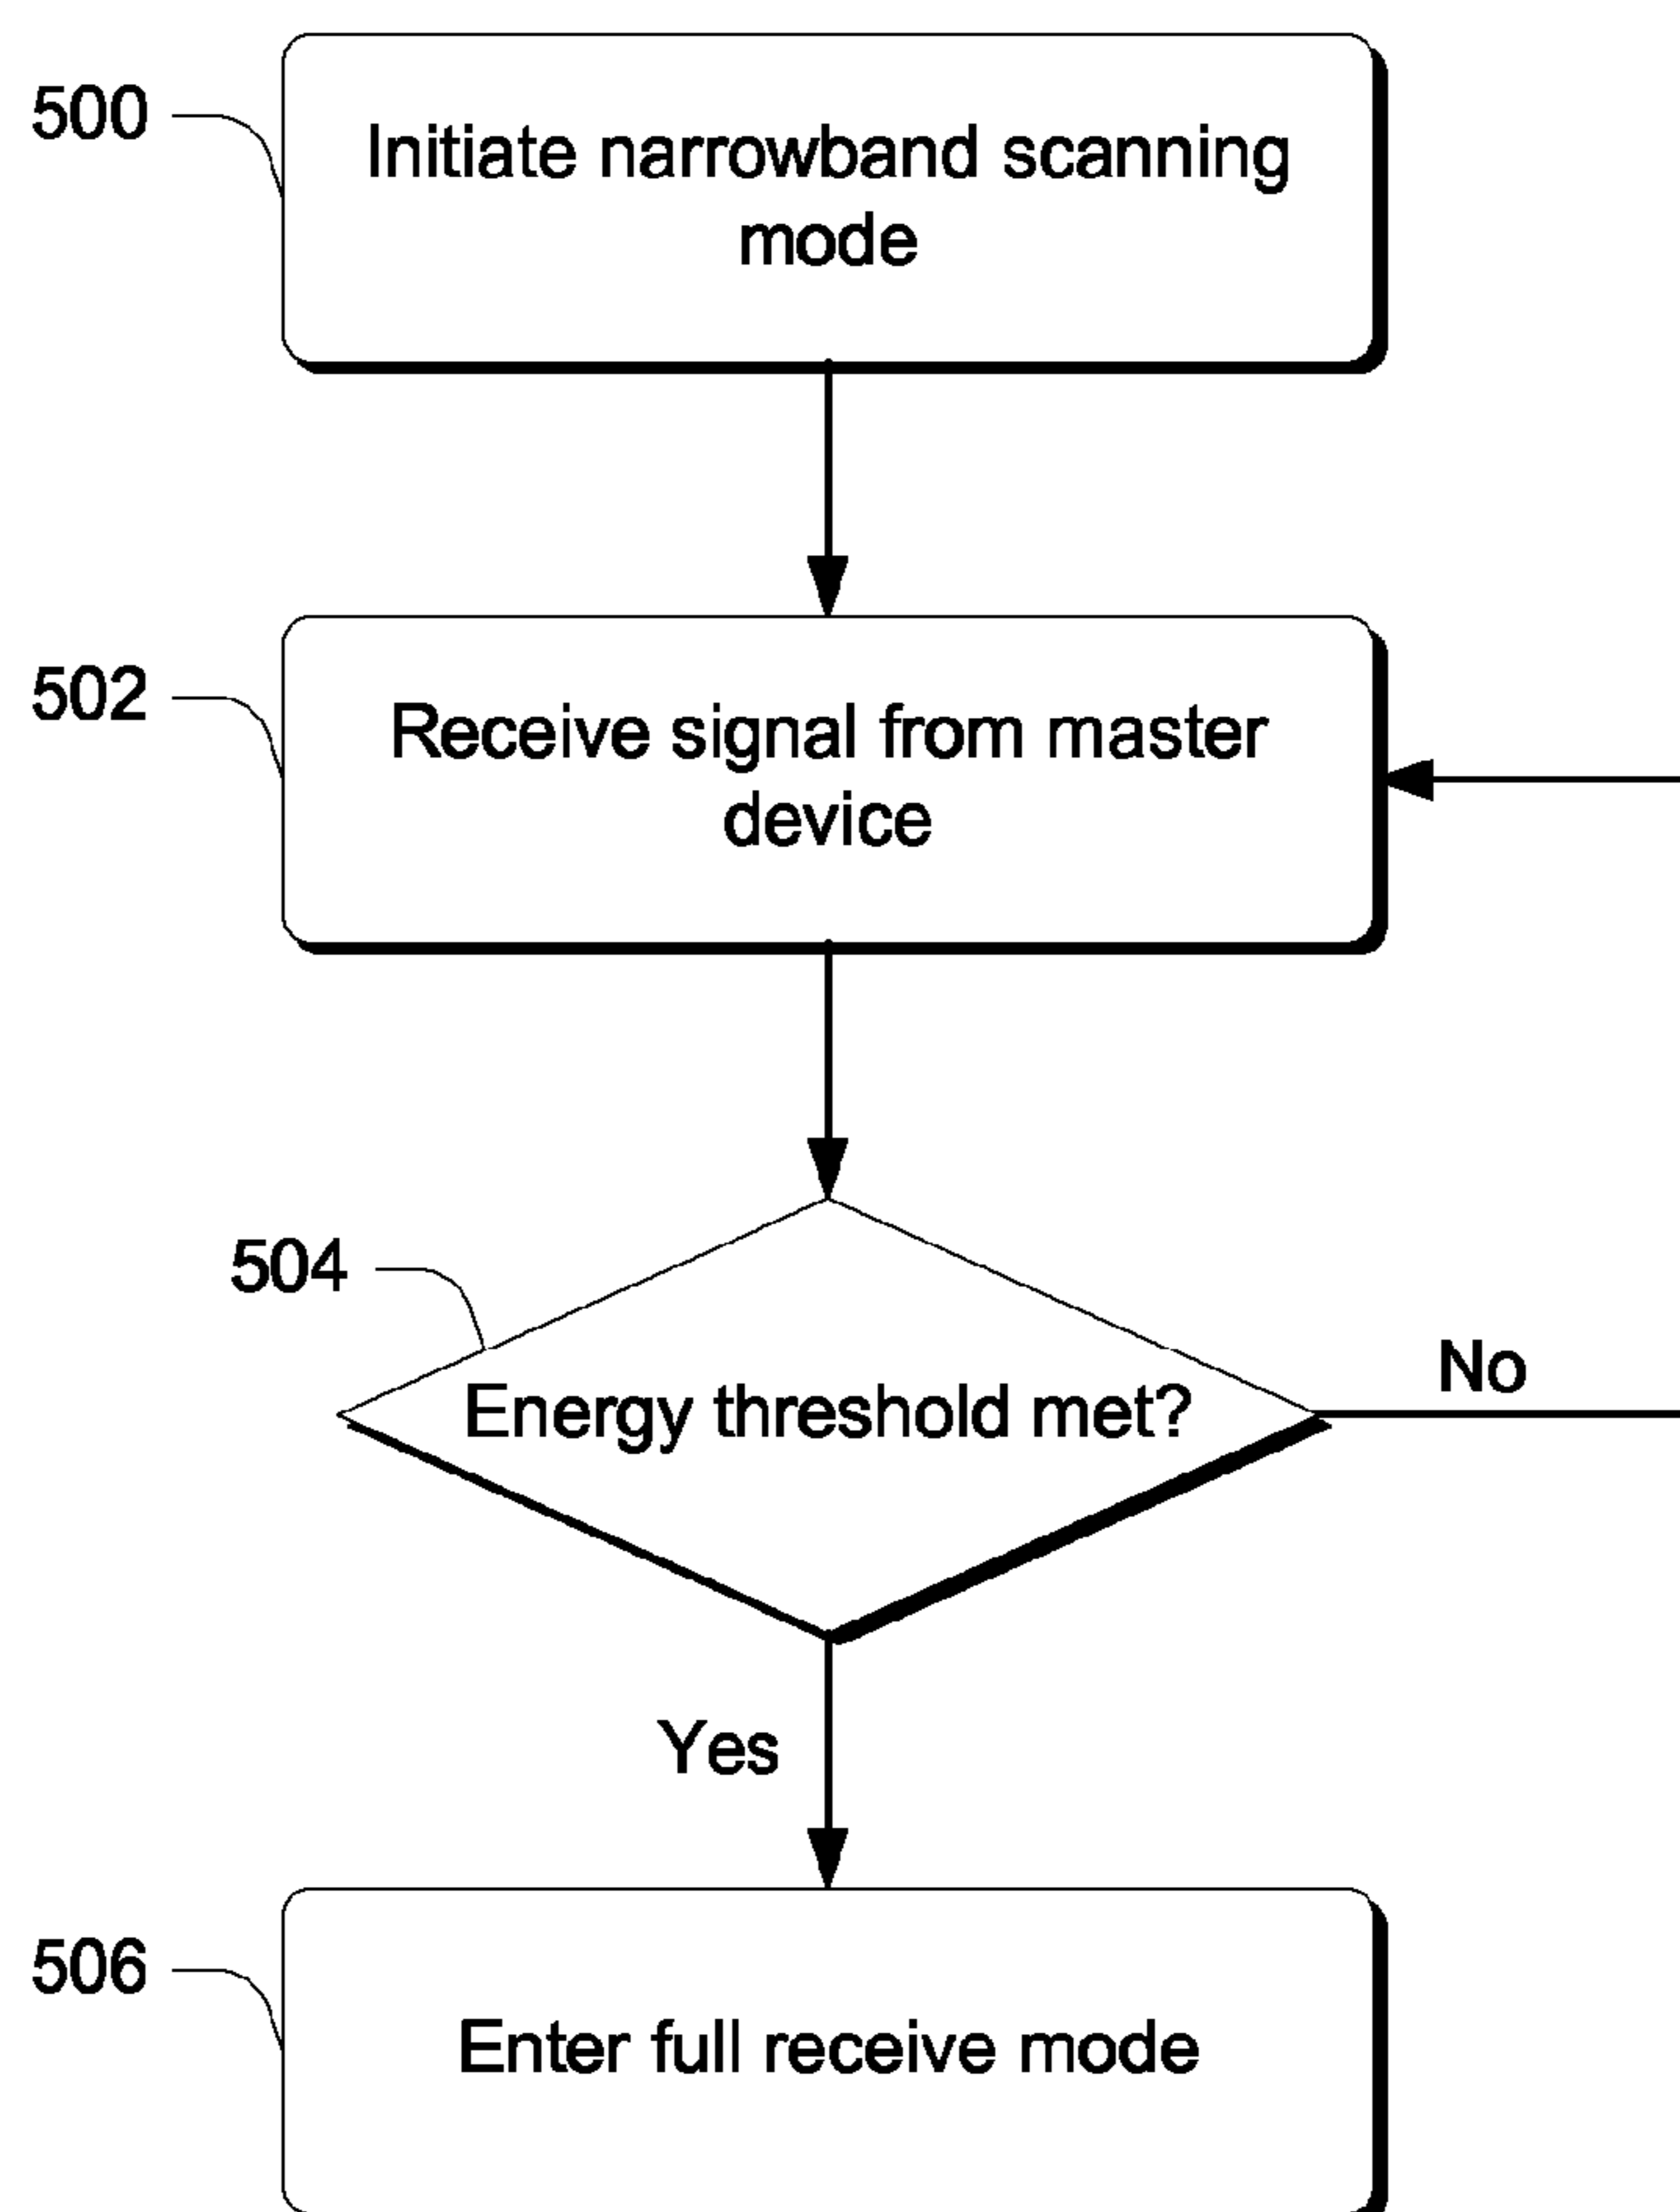 500
Initiate narrowband scanning
mode
502
Receive signal from master
device
504
Energy threshold met?
No
Yes
506
Enter full receive mode